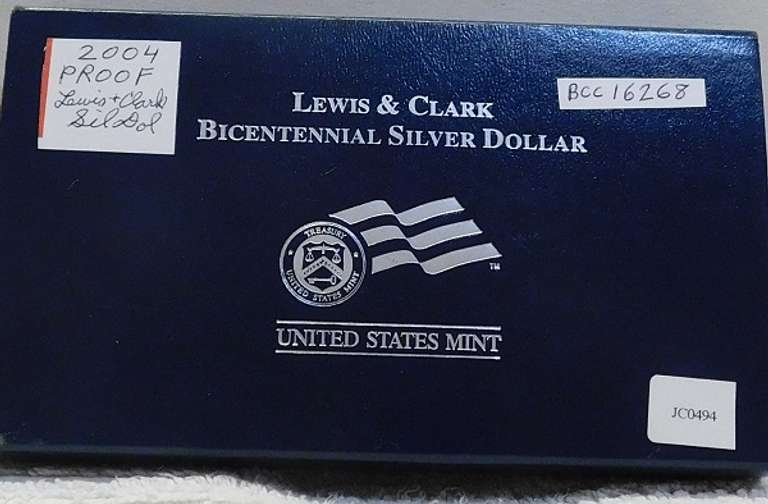 2004
PROOF
Lewis + Clark
Sil Dol
BCC 16268
LEWIS & CLARK
BICENTENNIAL SILVER DOLLAR
TREASURY
UNITED STATES MINT
TM
UNITED STATES MINT
JC0494